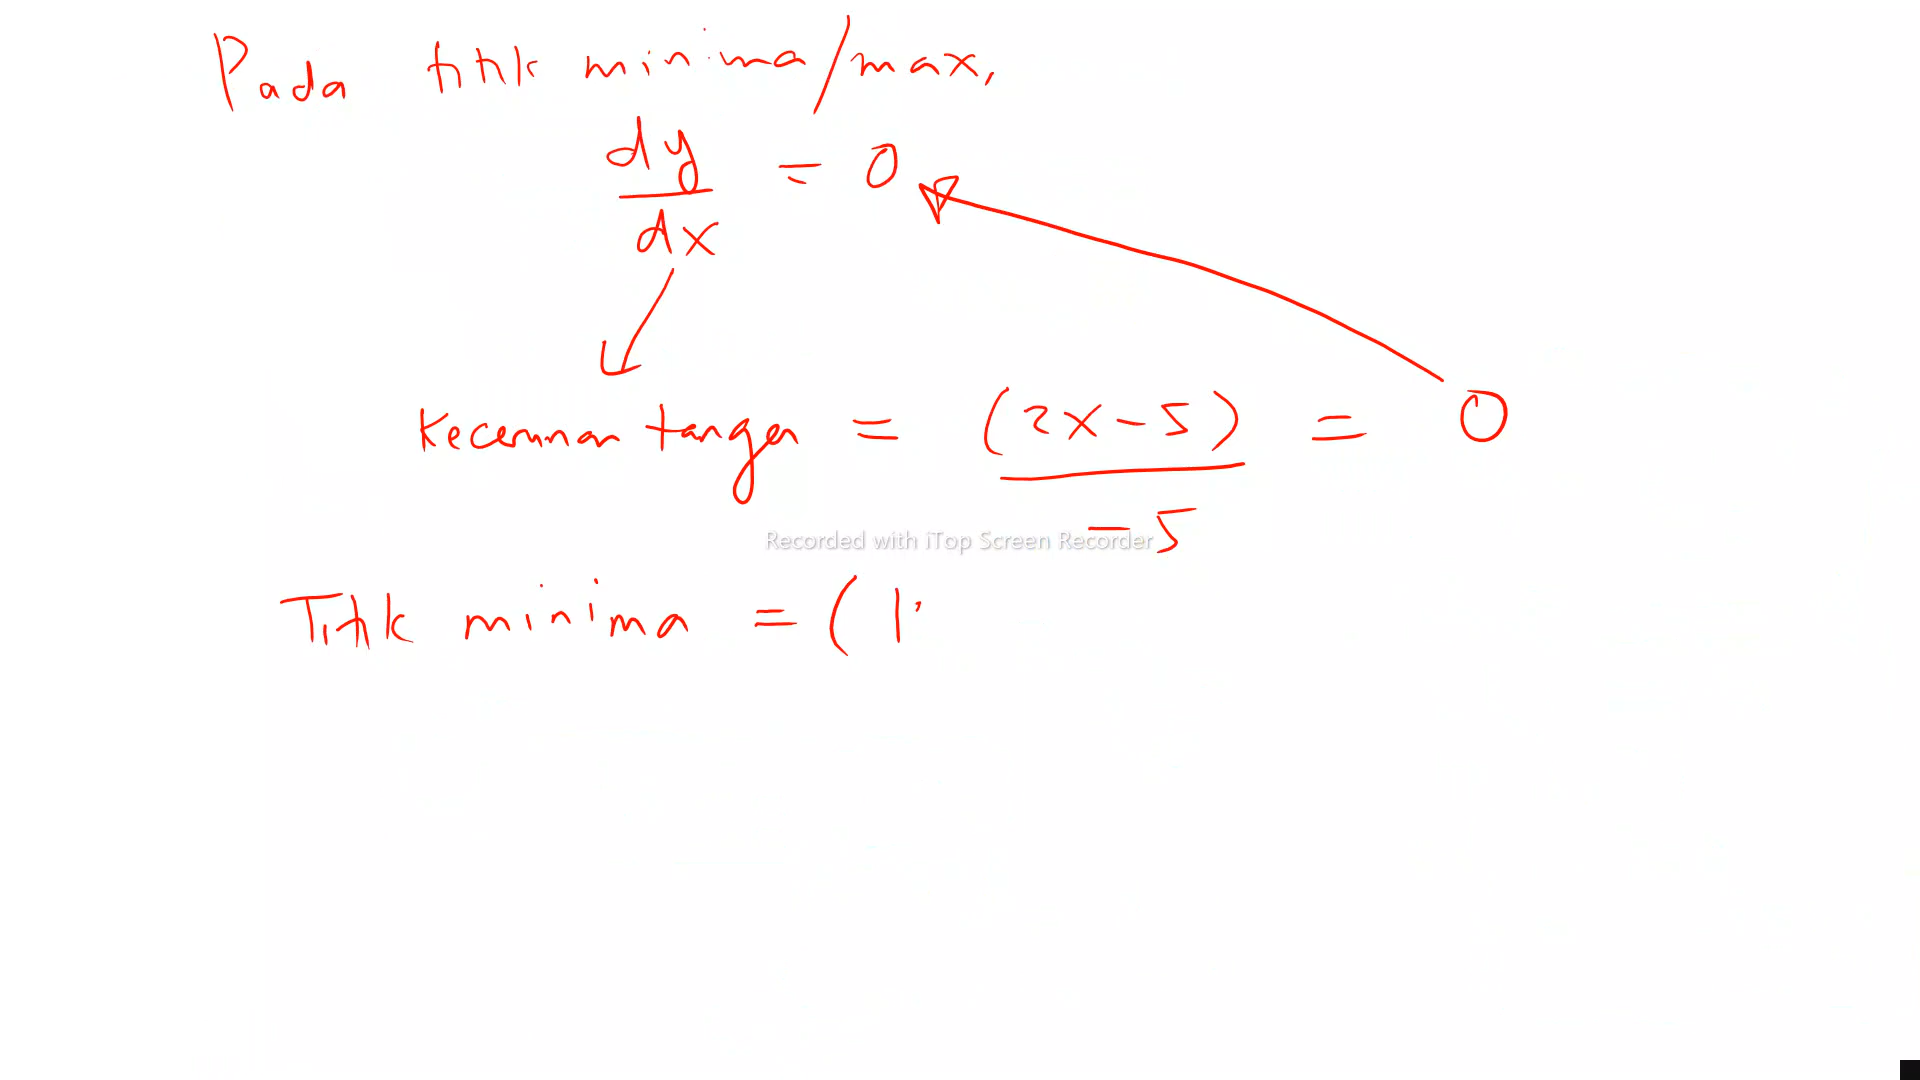 Pada titik minima/max,
dy/dx = 0
Kecerunan tangen = (2x-5)/-5 = 0
Recorded with iTop Screen Recorder
Titik minima = ( 1